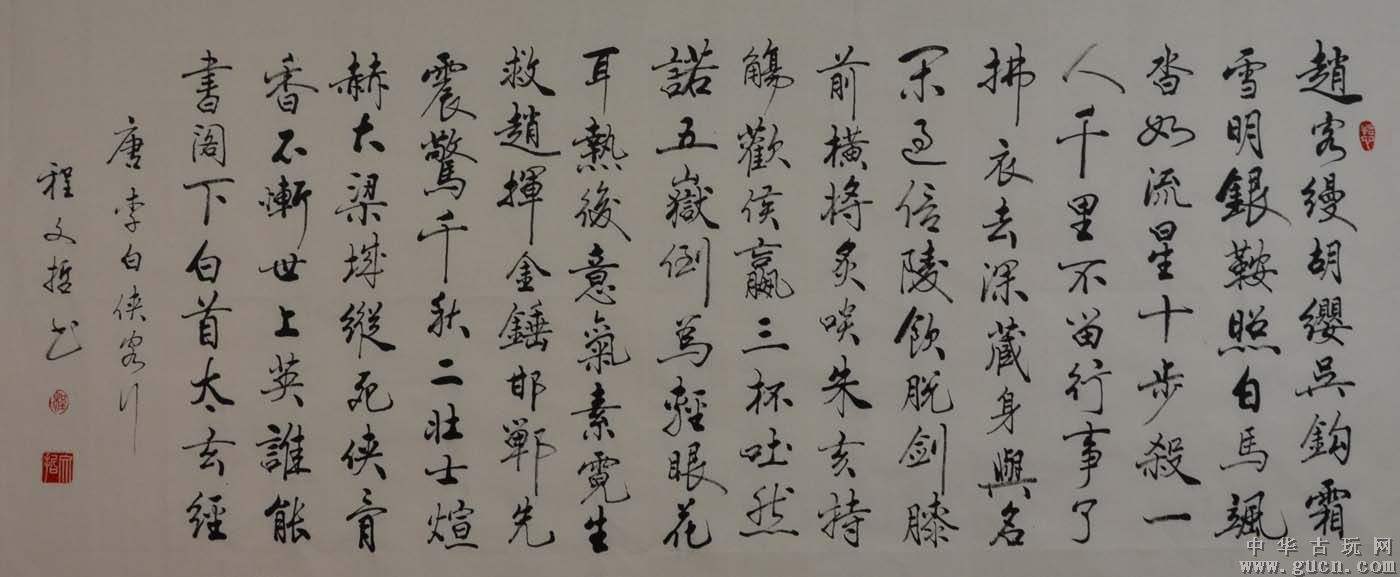 趙客縵胡纓吳鉤霜
雪明銀鞍照白馬颯
沓如流星十步殺一
人千里不留行事了
拂衣去深藏身與名
閑過信陵飲脫劍膝
前橫將炙啖朱亥持
觴歡侯嬴三杯吐然
諾五嶽倒為輕眼花
耳熱後意氣素霓生
救趙揮金錘邯鄲先
震驚千秋二壯士煊
赫大梁城縱死俠骨
香不慚世上英誰能
書閣下白首太玄經
唐李白俠客行
程文哲书
中华古玩网
www.gucn.com